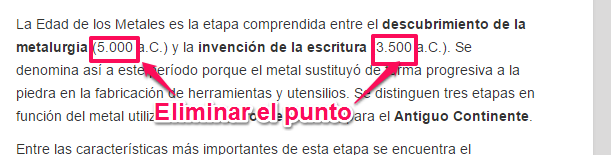 La Edad de los Metales es la etapa comprendida entre el descubrimiento de la
metalurgia (5.000 a.C.) y la invención de la escritura 3.500 a.C.). Se
denomina así a este período porque el metal sustituyó de forma progresiva a la
piedra en la fabricación de herramientas y utensilios. Se distinguen tres etapas en
función del metal para el Antiguo Continente.
Eliminar el punto
Entre las características más importantes de esta etapa se encuentra el